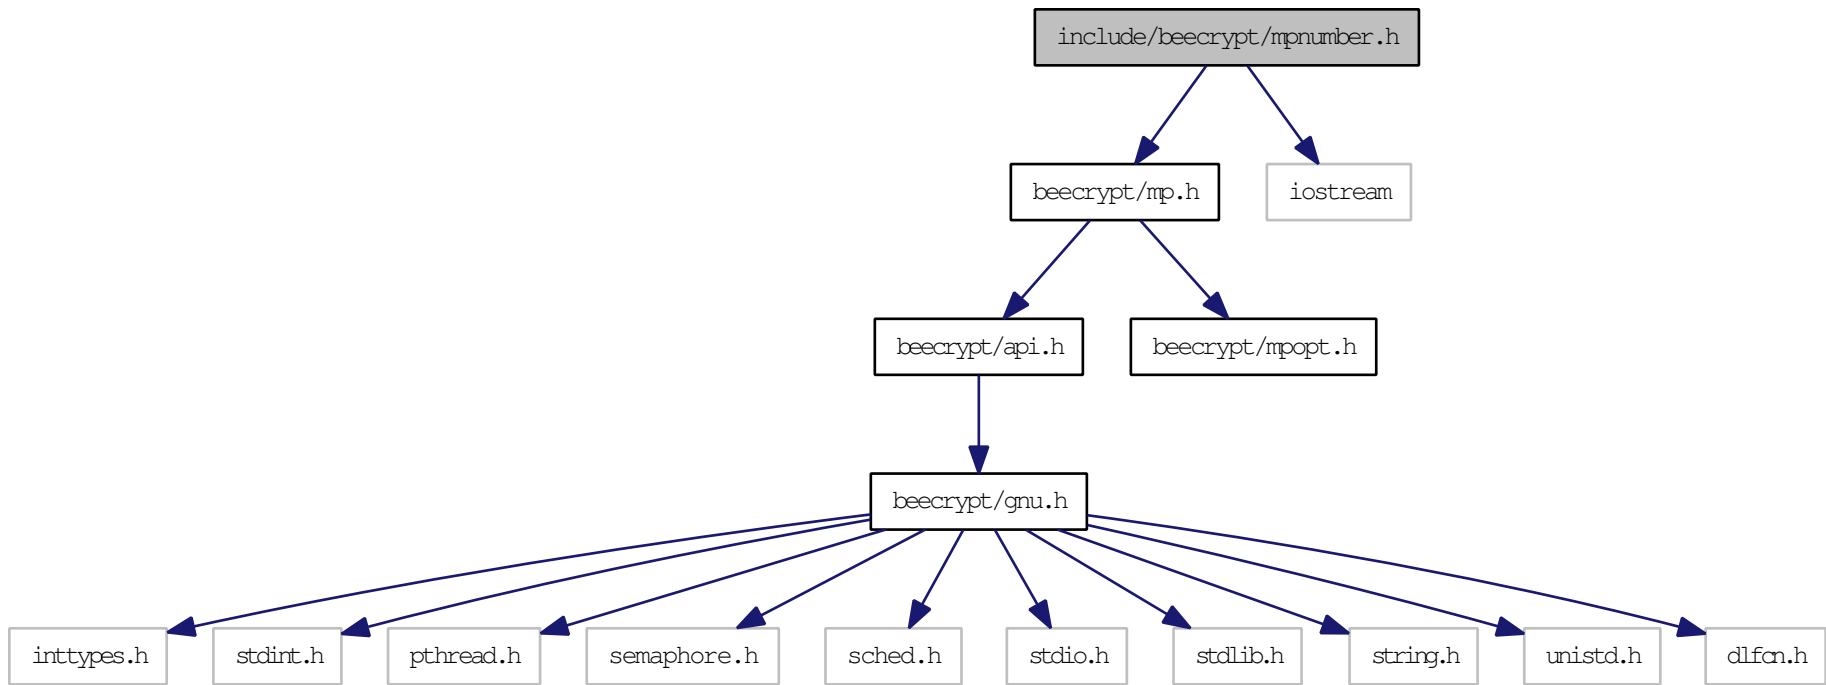 include/beecrypt/mpnumber.h
beecrypt/mp.h
iostream
beecrypt/api.h
beecrypt/mpopt.h
beecrypt/gnu.h
inttypes.h
stdint.h
pthread.h
semaphore.h
sched.h
stdio.h
stdlib.h
string.h
unistd.h
dlfcn.h